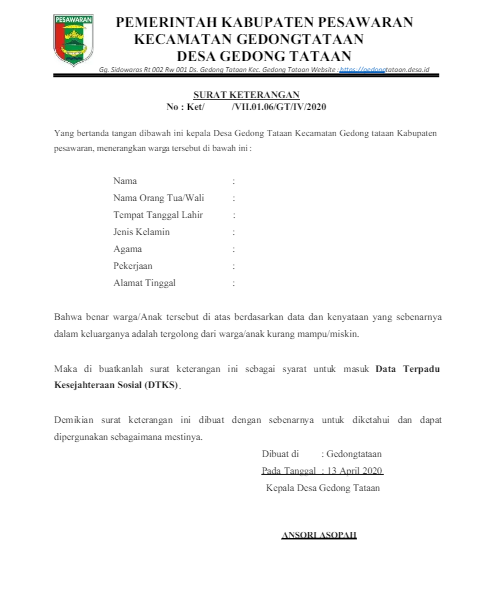 PESAWARAN
PEMERINTAH KABUPATEN PESAWARAN
KECAMATAN GEDONGTATAAN
DESA GEDONG TATAAN
Gg. Sidowaras Rt 002 Rw 001 Ds. Gedong Tataan Kec. Gedong Tataan Website :https://gedongtataan.desa.id
SURAT KETERANGAN
No : Ket/ /VII.01.06/GT/IV/2020
Yang bertanda tangan dibawah ini kepala Desa Gedong Tataan Kecamatan Gedong tataan Kabupaten
pesawaran, menerangkan warga tersebut di bawah ini :
Nama :
Nama Orang Tua/Wali :
Tempat Tanggal Lahir :
Jenis Kelamin :
Agama :
Pekerjaan :
Alamat Tinggal :
Bahwa benar warga/Anak tersebut di atas berdasarkan data dan kenyataan yang sebenarnya
dalam keluarganya adalah tergolong dari warga/anak kurang mampu/miskin.
Maka di buatkanlah surat keterangan ini sebagai syarat untuk masuk Data Terpadu
Kesejahteraan Sosial (DTKS).
Demikian surat keterangan ini dibuat dengan sebenarnya untuk diketahui dan dapat
dipergunakan sebagaimana mestinya.
Dibuat di : Gedongtataan
Pada Tanggal : 13 April 2020
Kepala Desa Gedong Tataan
ANSORI ASOPAH